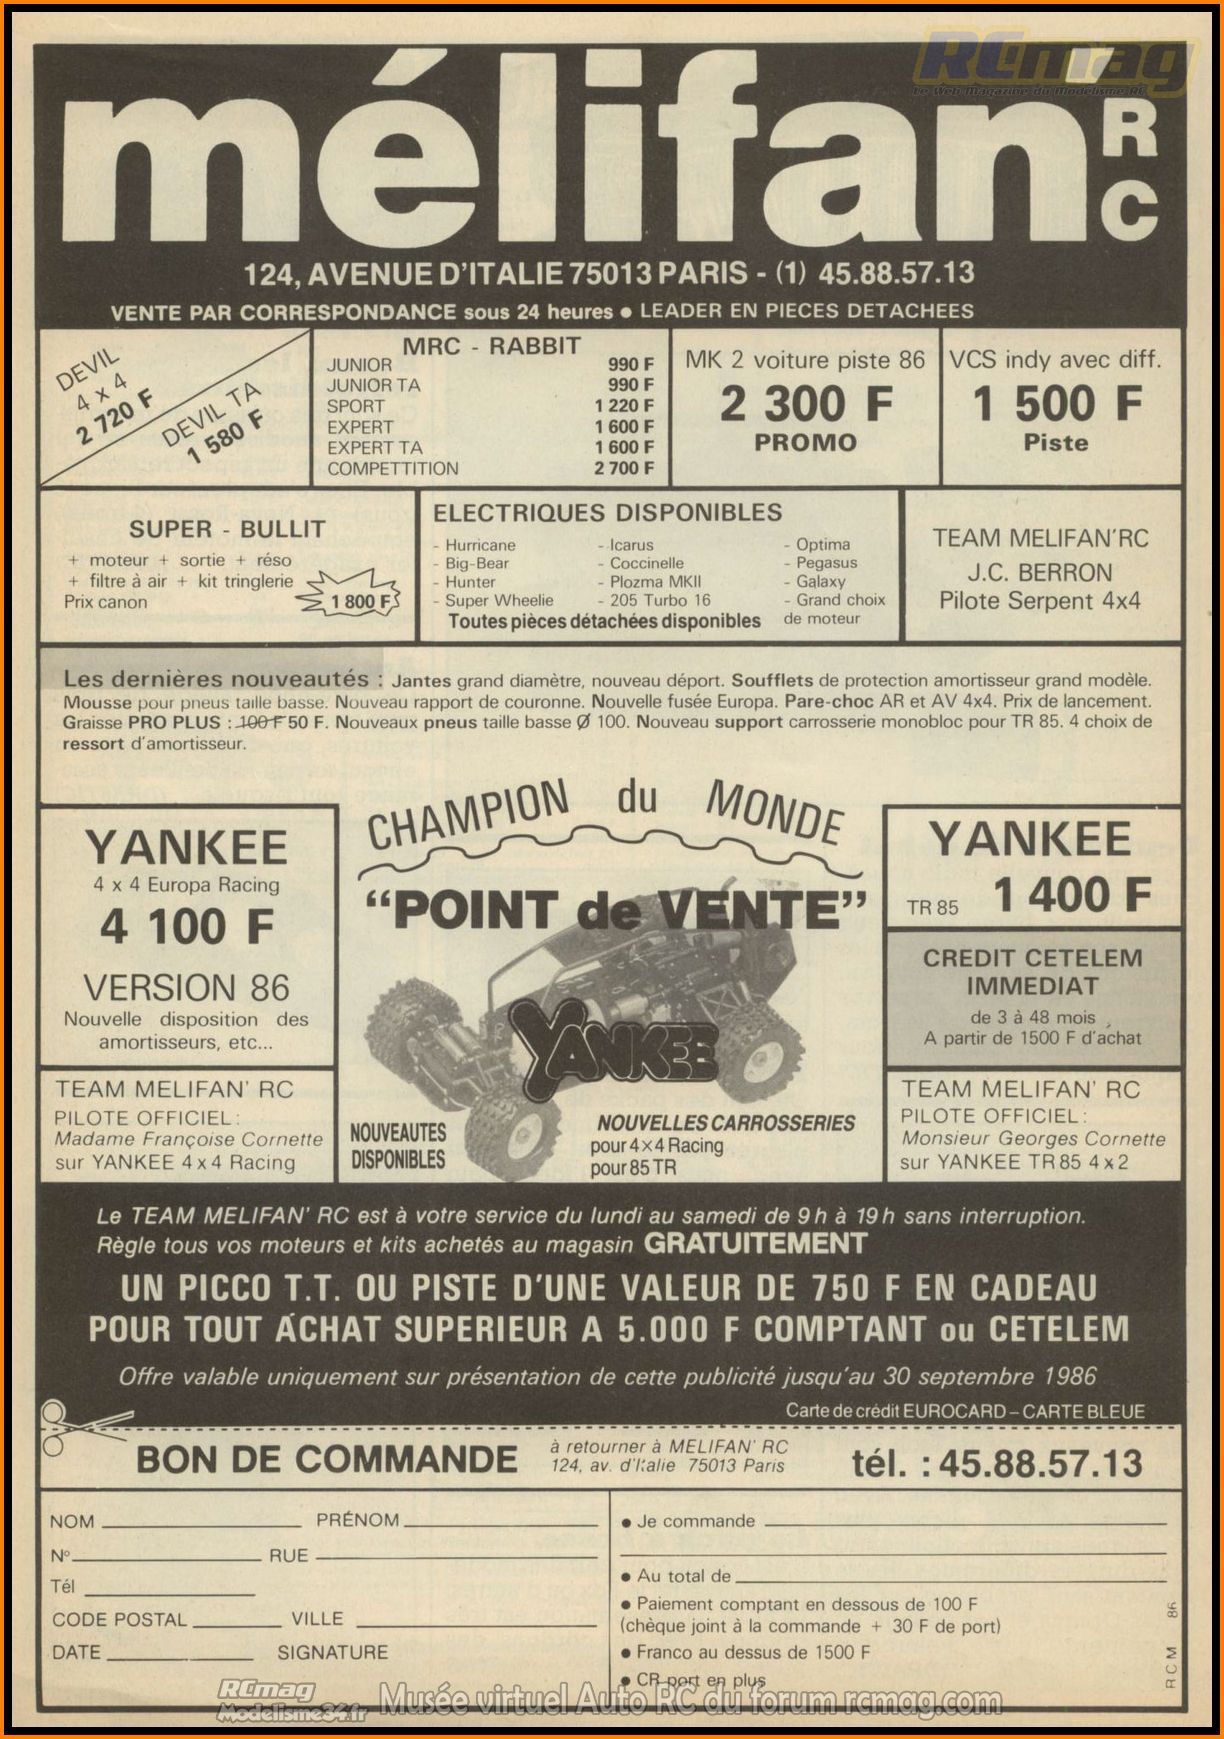 RCmag
Le Web Magazine du Modélisme RC
mélifan' RC
124, AVENUE D'ITALIE 75013 PARIS - (1) 45.88.57.13
VENTE PAR CORRESPONDANCE sous 24 heures ● LEADER EN PIECES DETACHEES
DEVIL
4 x 4
2 720 F
DEVIL TA
1 580 F
MRC - RABBIT
JUNIOR 990 F
JUNIOR TA 990 F
SPORT 1 220 F
EXPERT 1 600 F
EXPERT TA 1 600 F
COMPETTITION 2 700 F
MK 2 voiture piste 86
2 300 F
PROMO
VCS indy avec diff.
1 500 F
Piste
SUPER - BULLIT
+ moteur + sortie + réso
+ filtre à air + kit tringlerie
Prix canon
1 800 F
ELECTRIQUES DISPONIBLES
- Hurricane - Icarus - Optima
- Big-Bear - Coccinelle - Pegasus
- Hunter - Plozma MKII - Galaxy
- Super Wheelie - 205 Turbo 16 - Grand choix
Toutes pièces détachées disponibles de moteur
TEAM MELIFAN'RC
J.C. BERRON
Pilote Serpent 4x4
Les dernières nouveautés : Jantes grand diamètre, nouveau déport. Soufflets de protection amortisseur grand modèle.
Mousse pour pneus taille basse. Nouveau rapport de couronne. Nouvelle fusée Europa. Pare-choc AR et AV 4x4. Prix de lancement.
Graisse PRO PLUS : 100 F 50 F. Nouveaux pneus taille basse Ø 100. Nouveau support carrosserie monobloc pour TR 85. 4 choix de
ressort d'amortisseur.
CHAMPION du MONDE
"POINT de VENTE"
YANKEE
4 x 4 Europa Racing
4 100 F
VERSION 86
Nouvelle disposition des
amortisseurs, etc...
TEAM MELIFAN' RC
PILOTE OFFICIEL :
Madame Françoise Cornette
sur YANKEE 4 x 4 Racing
YANKEE
NOUVEAUTES
DISPONIBLES
NOUVELLES CARROSSERIES
pour 4×4 Racing
pour 85 TR
YANKEE
TR 85 1 400 F
CREDIT CETELEM
IMMEDIAT
de 3 à 48 mois
A partir de 1500 F d'achat
TEAM MELIFAN' RC
PILOTE OFFICIEL :
Monsieur Georges Cornette
sur YANKEE TR 85 4 x 2
Le TEAM MELIFAN' RC est à votre service du lundi au samedi de 9 h à 19 h sans interruption.
Règle tous vos moteurs et kits achetés au magasin GRATUITEMENT
UN PICCO T.T. OU PISTE D'UNE VALEUR DE 750 F EN CADEAU
POUR TOUT ACHAT SUPERIEUR A 5.000 F COMPTANT ou CETELEM
Offre valable uniquement sur présentation de cette publicité jusqu'au 30 septembre 1986
Carte de crédit EUROCARD – CARTE BLEUE
BON DE COMMANDE
à retourner à MELIFAN' RC
124, av. d'Italie 75013 Paris
tél. : 45.88.57.13
NOM PRÉNOM
N° RUE
Tél
CODE POSTAL VILLE
DATE SIGNATURE
● Je commande
● Au total de
● Paiement comptant en dessous de 100 F
(chèque joint à la commande + 30 F de port)
● Franco au dessus de 1500 F
● CR port en plus
RCM 86
RCmag
Modelisme34.fr
Musée virtuel Auto RC du forum rcmag.com